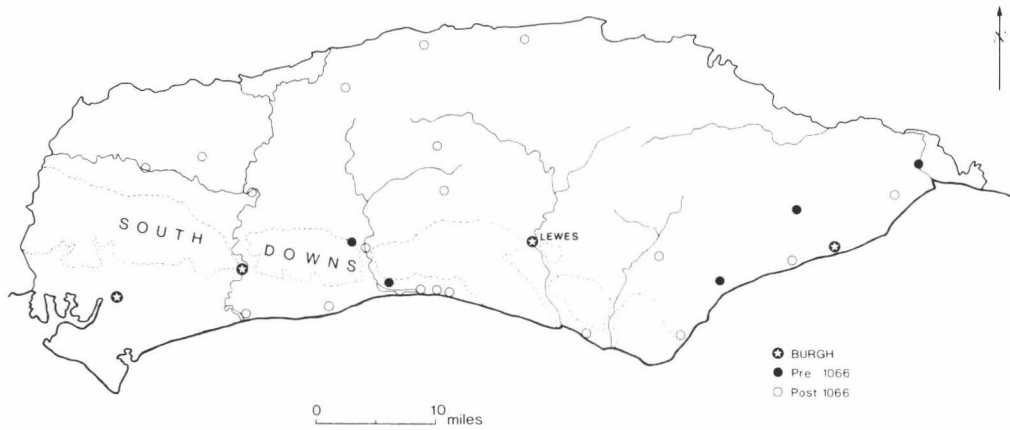 N
SOUTH DOWNS
LEWES
BURGH
Pre 1066
Post 1066
0 10 miles